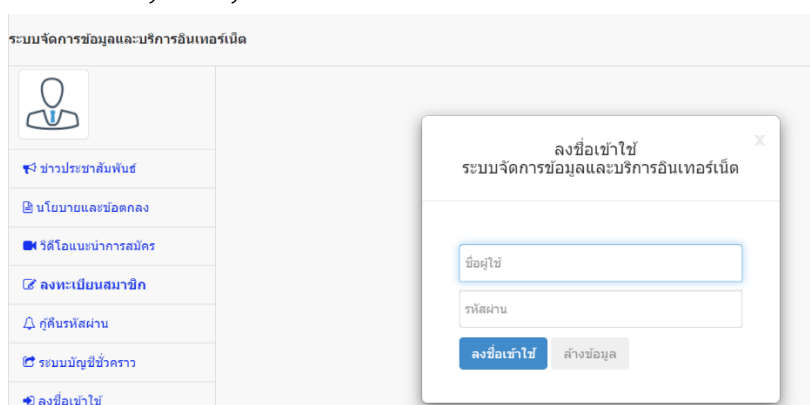 ระบบจัดการข้อมูลและบริการอินเทอร์เน็ต
ข่าวประชาสัมพันธ์
นโยบายและข้อตกลง
วิดีโอแนะนำการสมัคร
ลงทะเบียนสมาชิก
กู้คืนรหัสผ่าน
ระบบบัญชีชั่วคราว
ลงชื่อเข้าใช้
x
ลงชื่อเข้าใช้
ระบบจัดการข้อมูลและบริการอินเทอร์เน็ต
ชื่อผู้ใช้
รหัสผ่าน
ลงชื่อเข้าใช้ ล้างข้อมูล